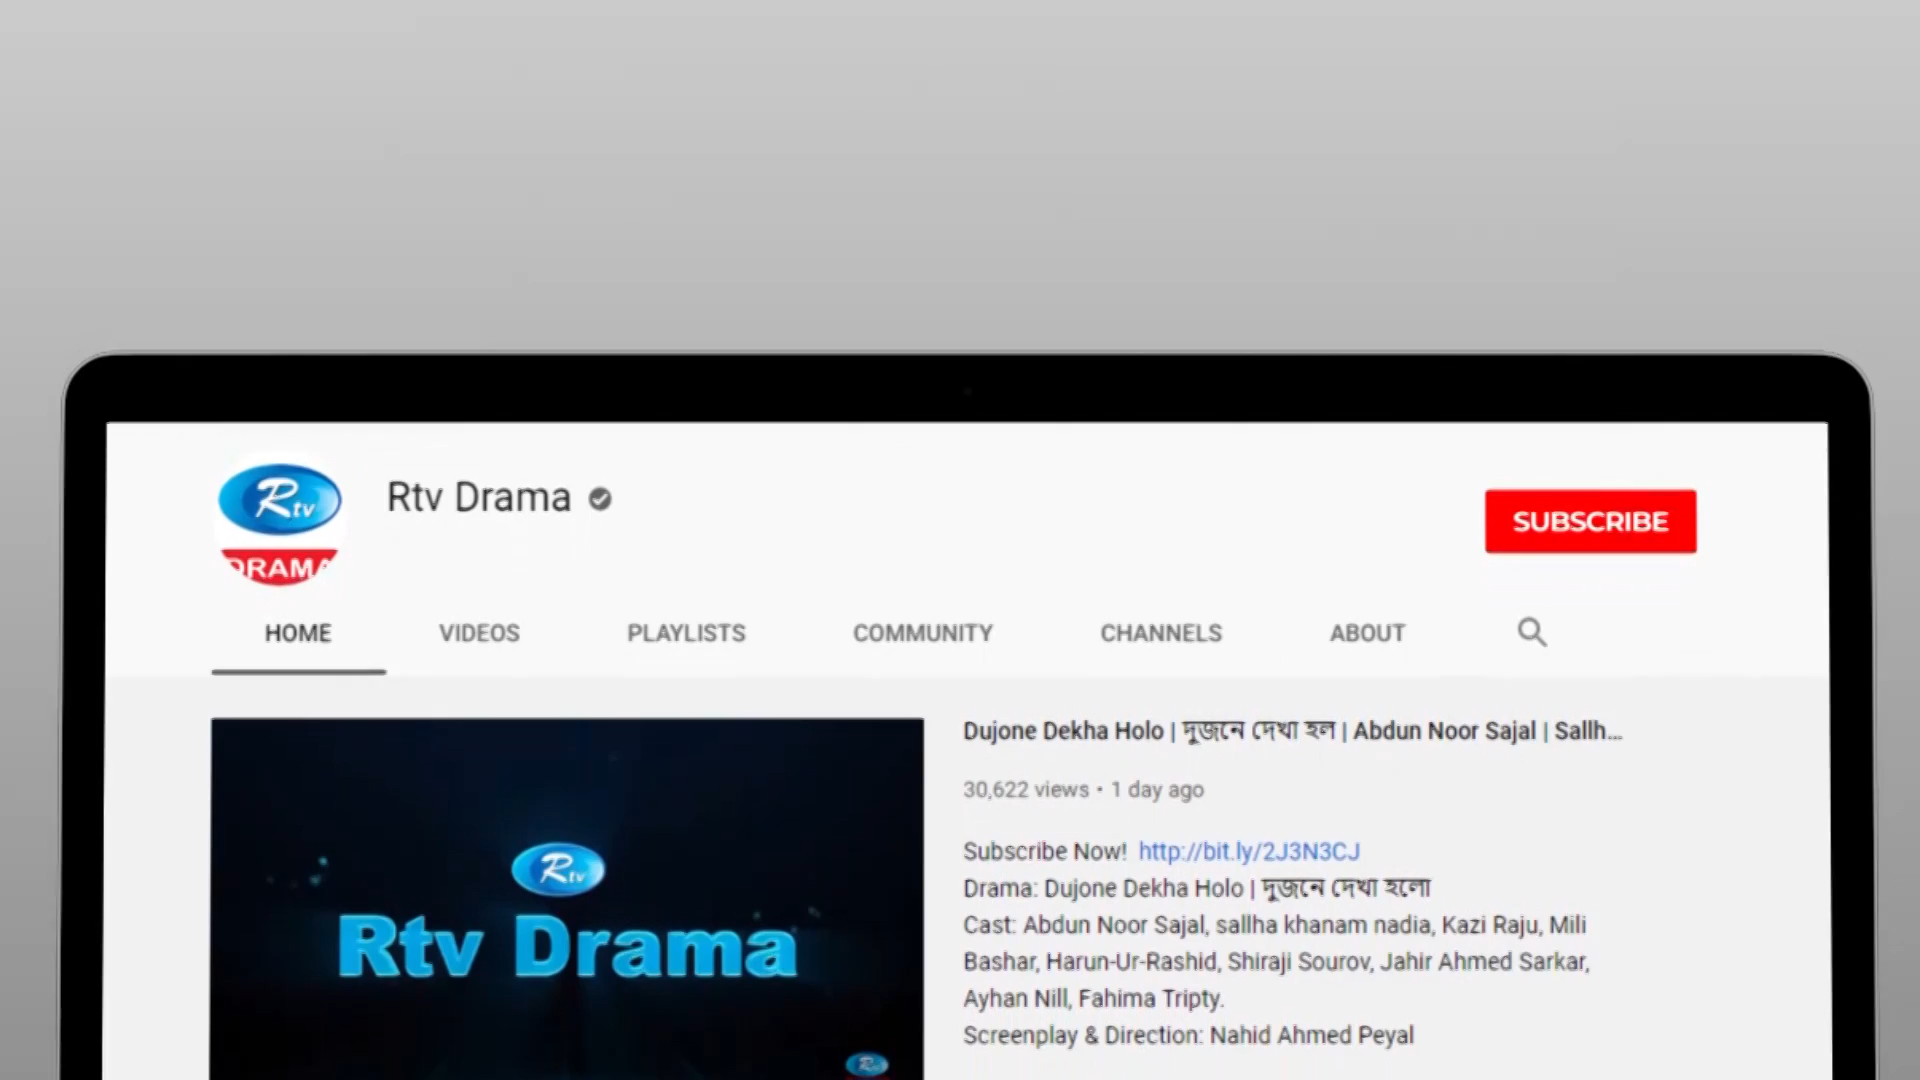 Rtv
DRAMA
Rtv Drama
SUBSCRIBE
HOME VIDEOS PLAYLISTS COMMUNITY CHANNELS ABOUT
Rtv
Rtv Drama
Rtv
Dujone Dekha Holo | দুজনে দেখা হল | Abdun Noor Sajal | Sallh...
30,622 views • 1 day ago
Subscribe Now! http://bit.ly/2J3N3CJ
Drama: Dujone Dekha Holo | দুজনে দেখা হলো
Cast: Abdun Noor Sajal, sallha khanam nadia, Kazi Raju, Mili
Bashar, Harun-Ur-Rashid, Shiraji Sourov, Jahir Ahmed Sarkar,
Ayhan Nill, Fahima Tripty.
Screenplay & Direction: Nahid Ahmed Peyal